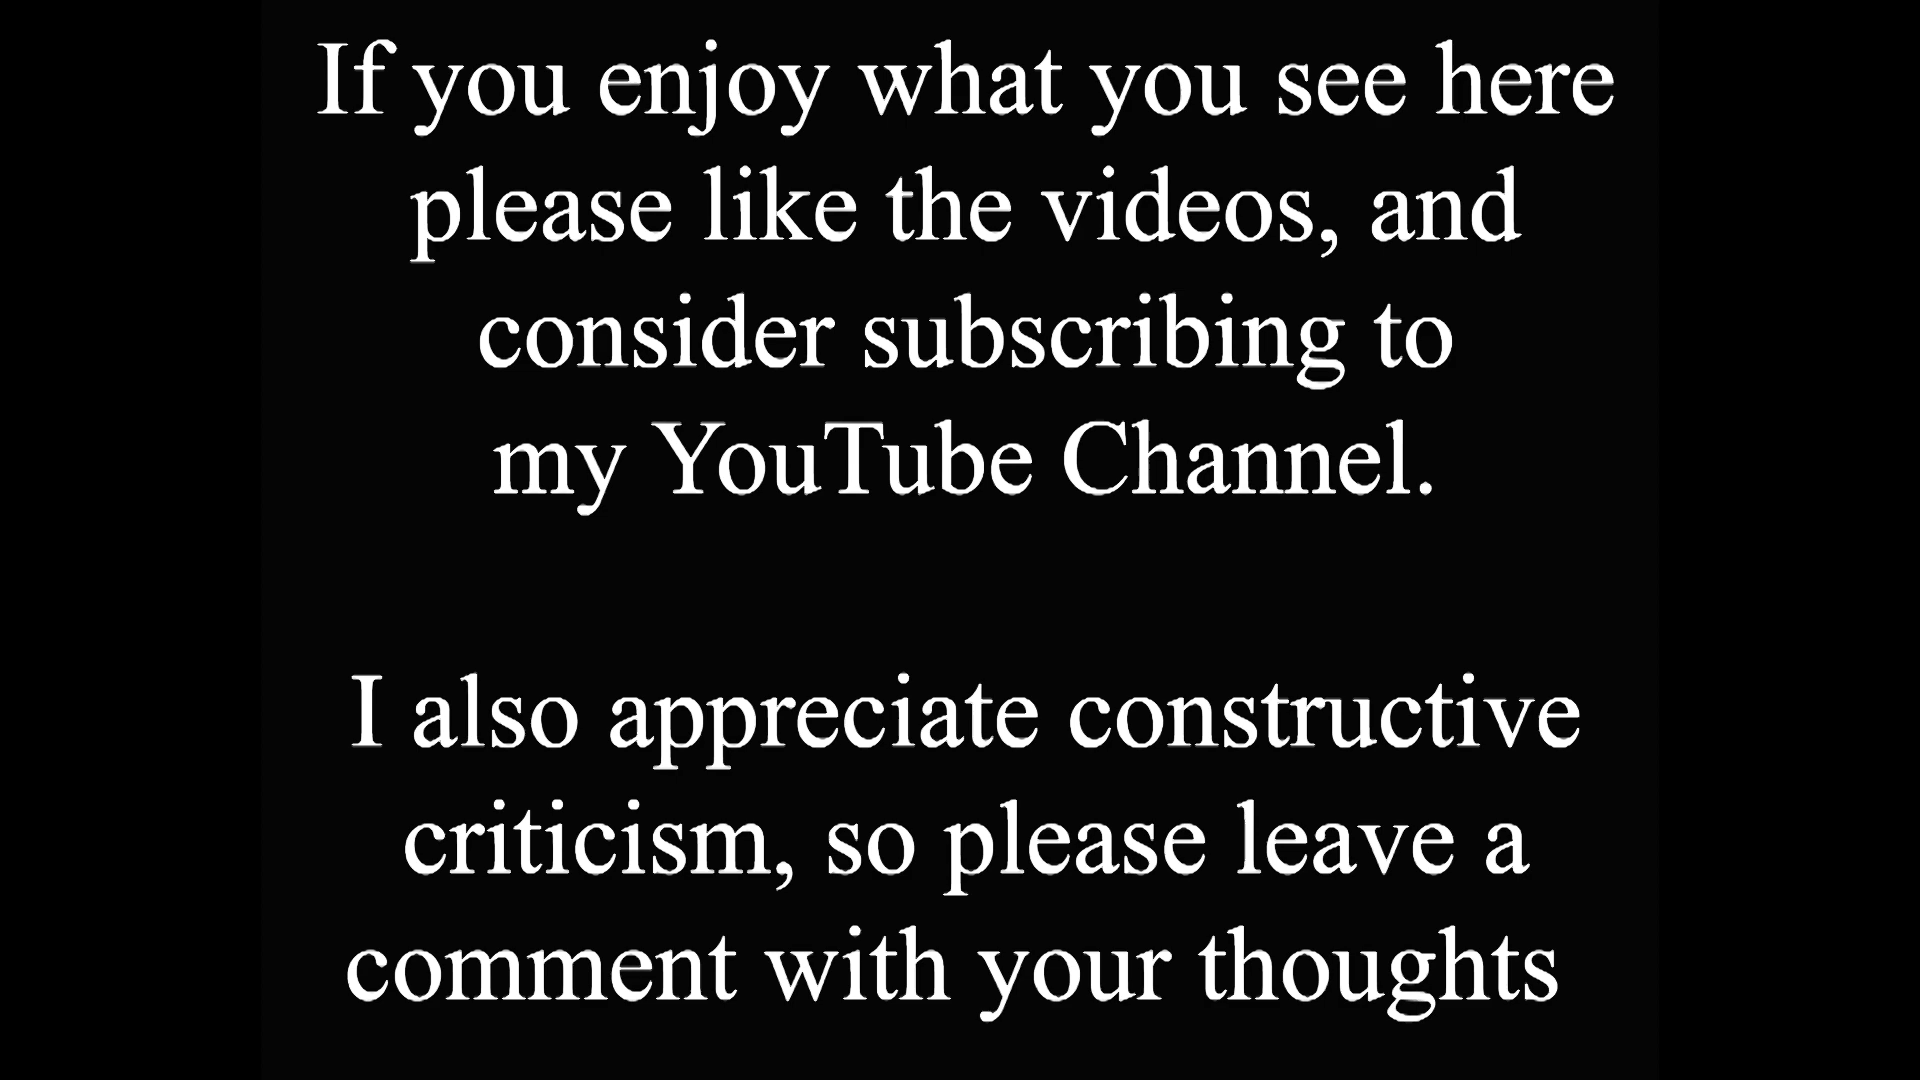 If you enjoy what you see here
please like the videos, and
consider subscribing to
my YouTube Channel.
I also appreciate constructive
criticism, so please leave a
comment with your thoughts